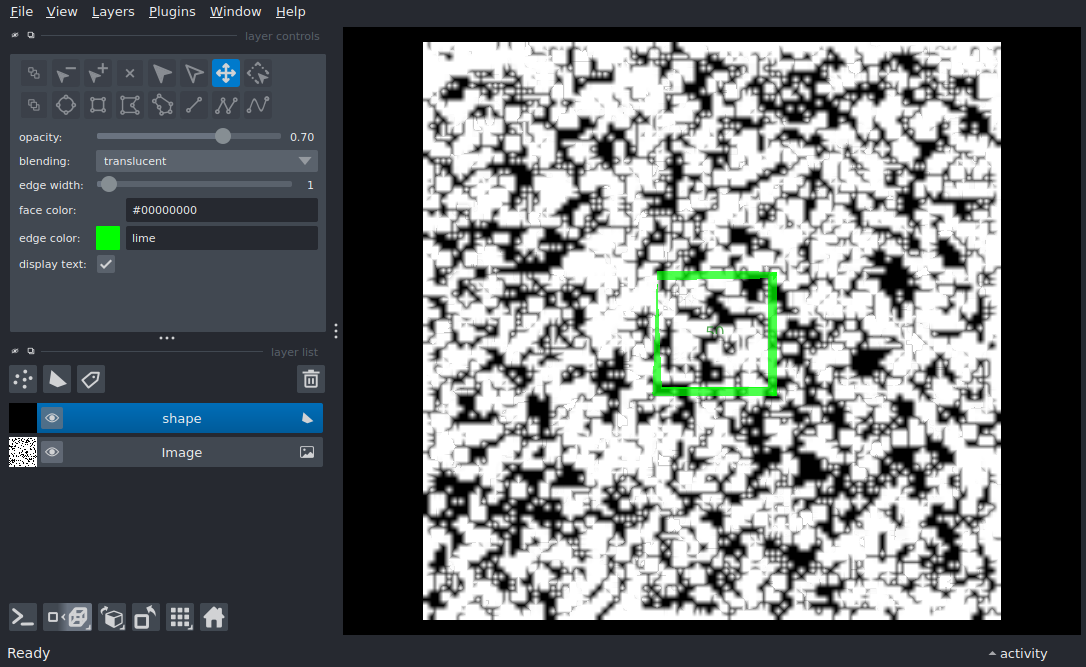 File View Layers Plugins Window Help
layer controls
opacity: 0.70
blending: translucent
edge width: 1
face color: #00000000
edge color: lime
display text:
layer list
shape
Image
Ready
activity